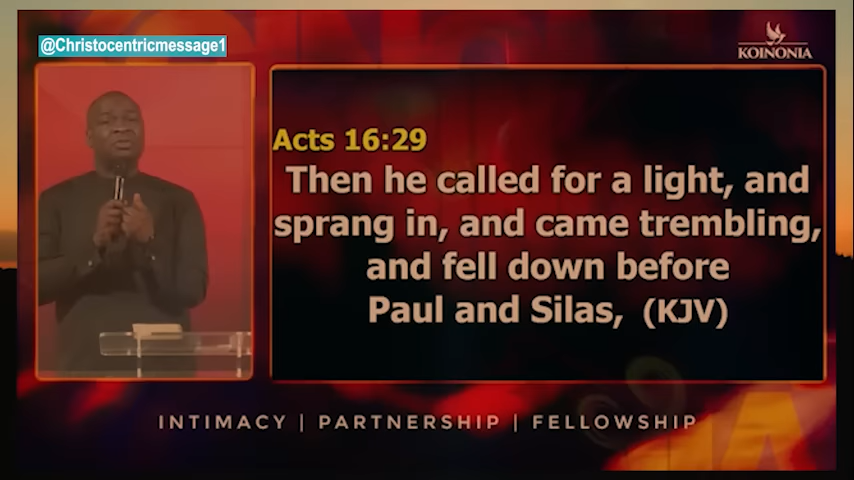 @Christocentricmessage1
KOINONIA
Acts 16:29
Then he called for a light, and
sprang in, and came trembling,
and fell down before
Paul and Silas, (KJV)
INTIMACY | PARTNERSHIP | FELLOWSHIP